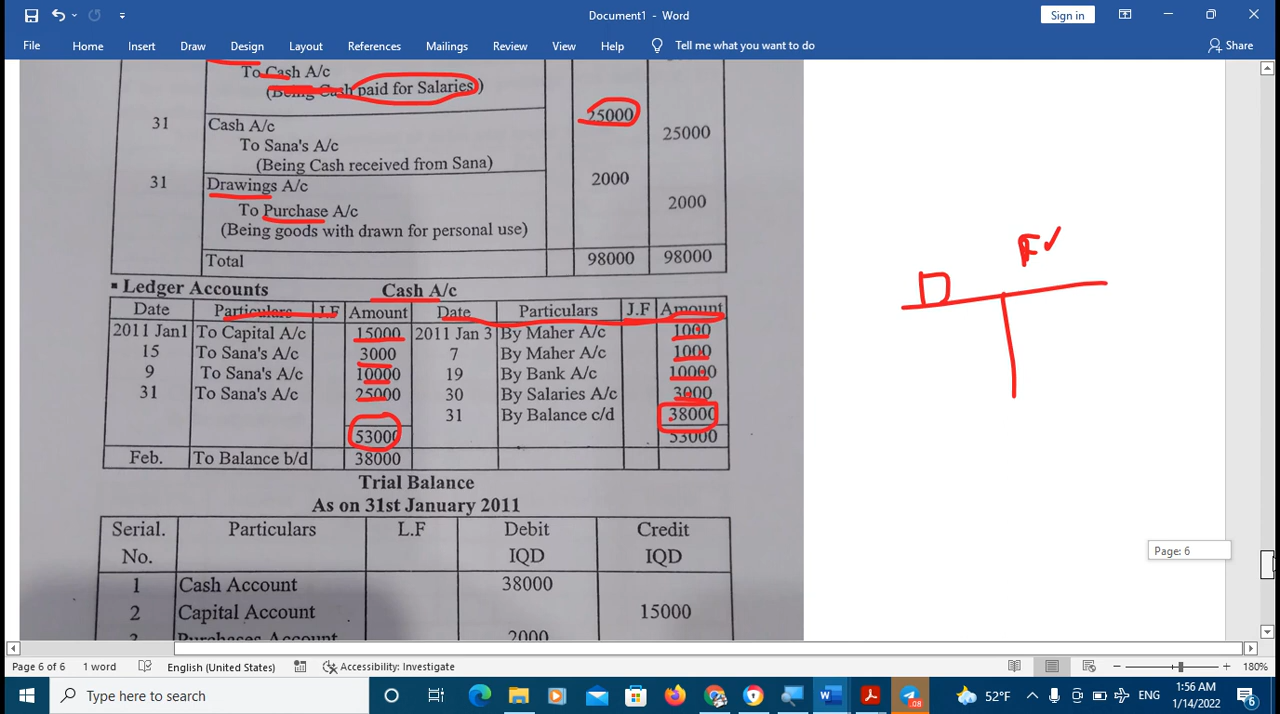 Document1 - Word
Sign in
File Home Insert Draw Design Layout References Mailings Review View Help Tell me what you want to do Share
To Cash A/c
(Being Cash paid for Salaries)
25000
31 Cash A/c 25000
To Sana's A/c
(Being Cash received from Sana)
31 Drawings A/c 2000
To Purchase A/c 2000
(Being goods with drawn for personal use)
Total 98000 98000
▪ Ledger Accounts Cash A/c
Date Particulars J.F Amount Date Particulars J.F Amount
2011 Jan1 To Capital A/c 15000 2011 Jan 3 By Maher A/c 1000
15 To Sana's A/c 3000 7 By Maher A/c 1000
9 To Sana's A/c 10000 19 By Bank A/c 10000
31 To Sana's A/c 25000 30 By Salaries A/c 3000
31 By Balance c/d 38000
53000 53000
Feb. To Balance b/d 38000
Trial Balance
As on 31st January 2011
Serial. No. Particulars L.F Debit IQD Credit IQD
1 Cash Account 38000
2 Capital Account 15000
Purchases Account 2000
D
Page: 6
Page 6 of 6 1 word English (United States) Accessibility: Investigate 180%
Type here to search
.08
52°F ENG 1:56 AM
1/14/2022
6